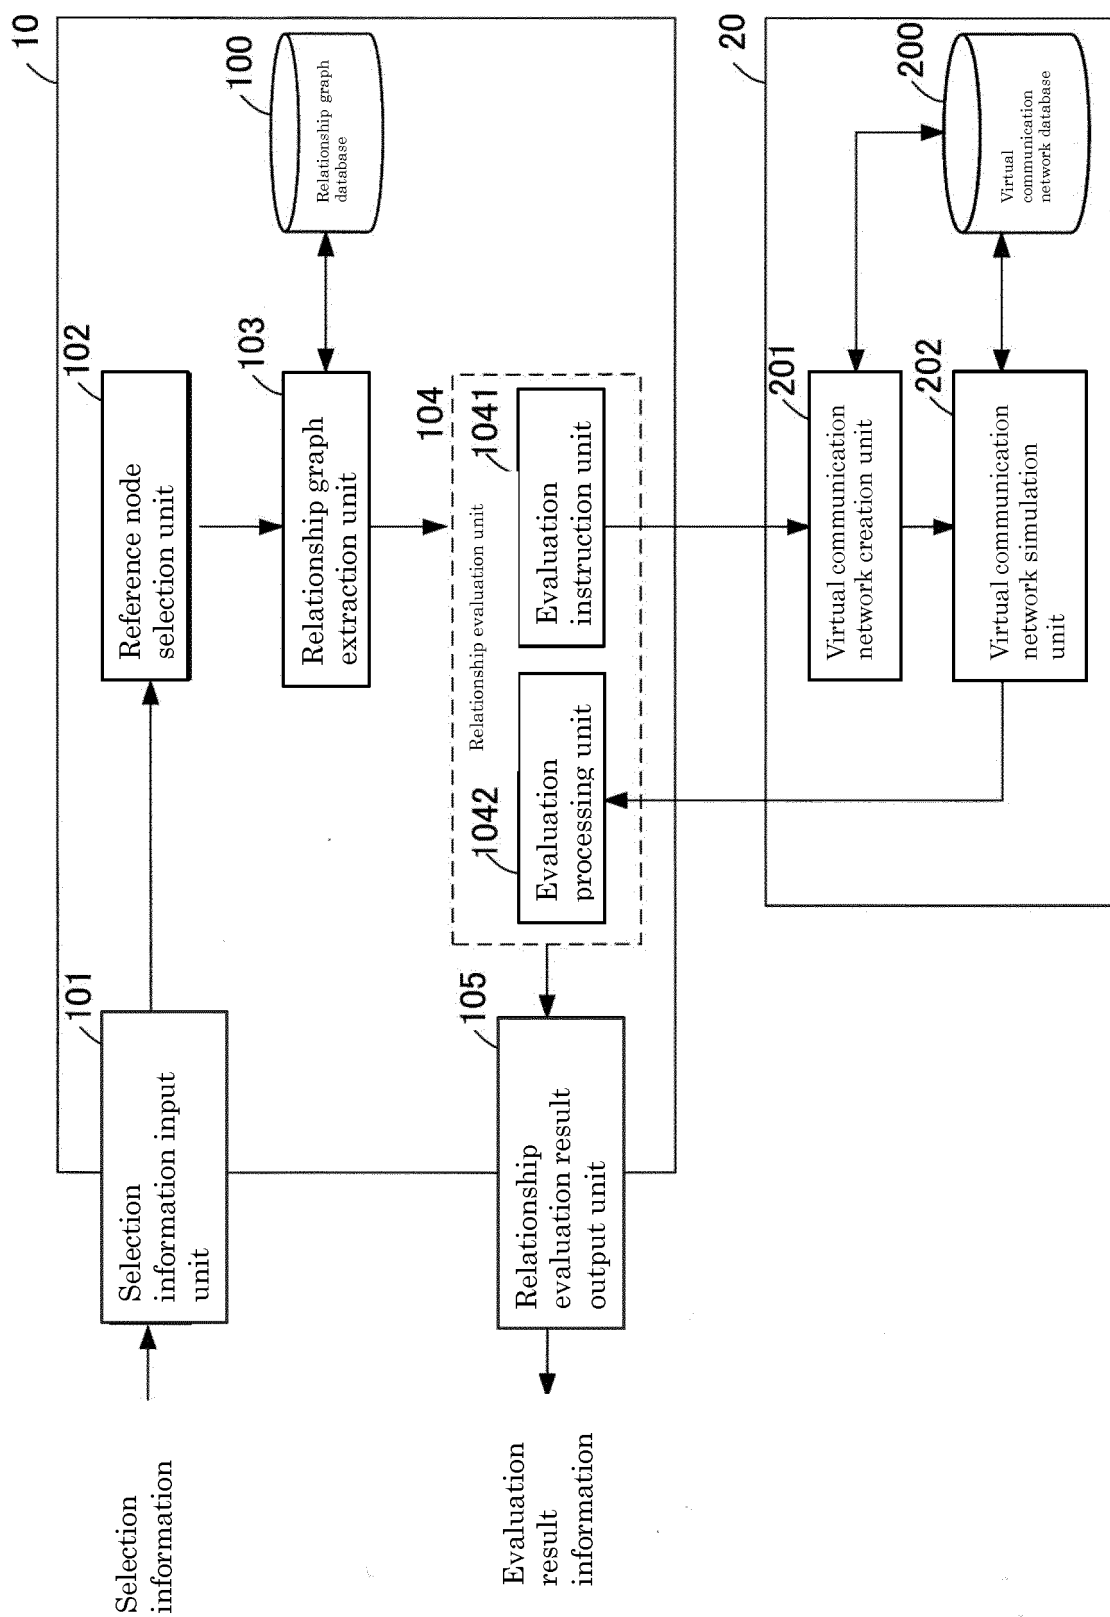 10
Selection
information
101
Selection
information input
unit
102
Reference node
selection unit
103
Relationship graph
extraction unit
100
Relationship graph
database
104
Relationship evaluation unit
1041
Evaluation
instruction unit
1042
Evaluation
processing unit
105
Relationship
evaluation result
output unit
Evaluation
result
information
20
201
Virtual communication
network creation unit
202
Virtual communication
network simulation
unit
200
Virtual
communication
network database